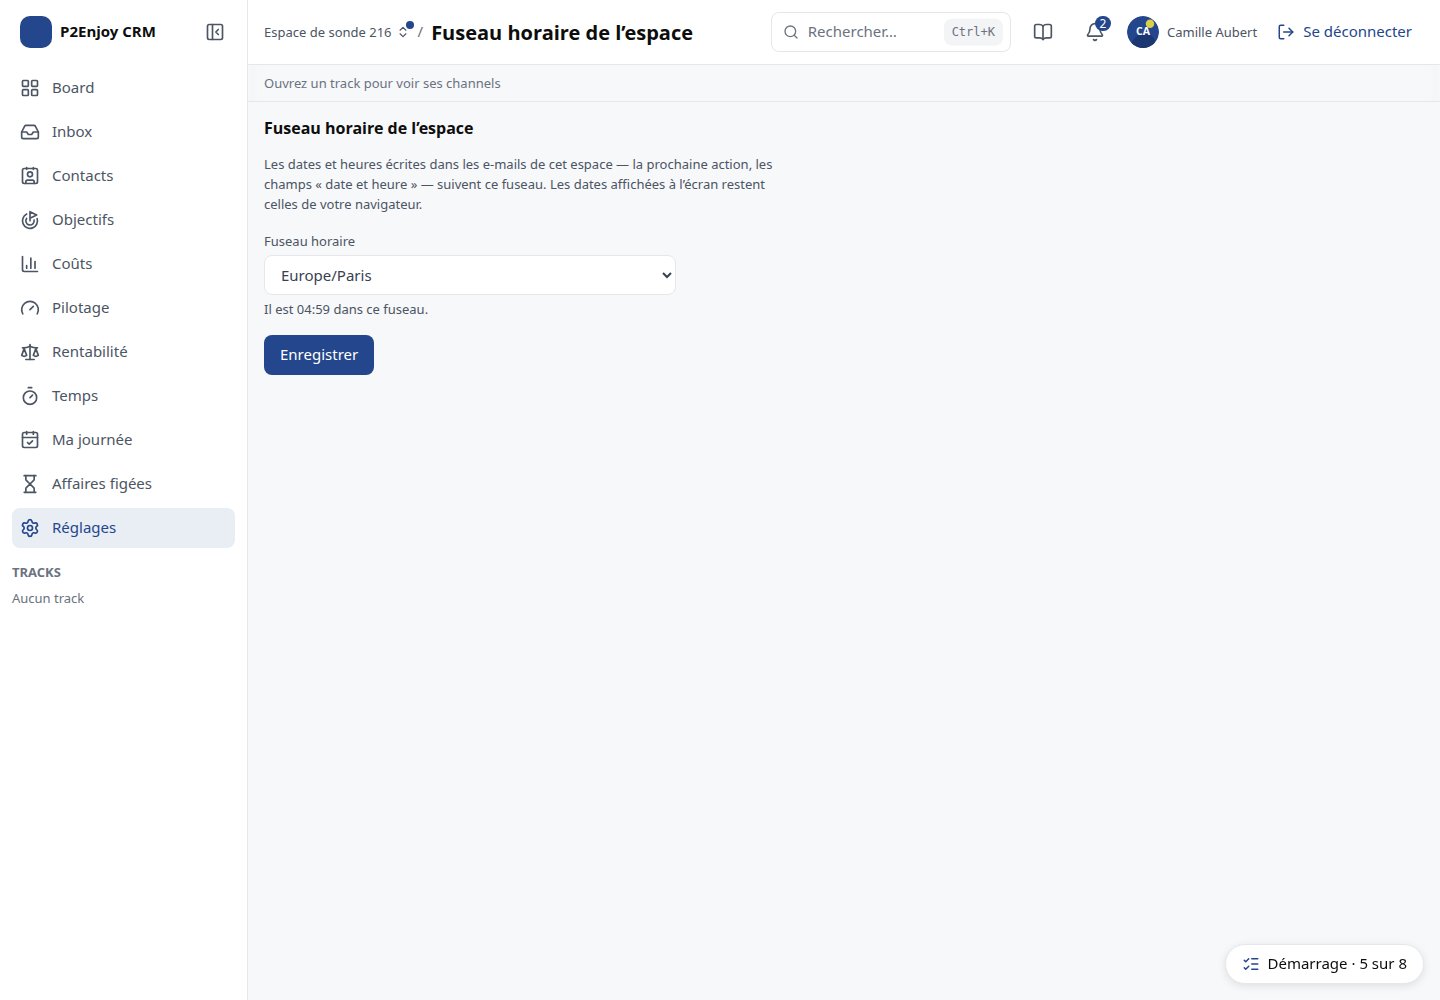 P2Enjoy CRM
Board
Inbox
Contacts
Objectifs
Coûts
Pilotage
Rentabilité
Temps
Ma journée
Affaires figées
Réglages
TRACKS
Aucun track
Espace de sonde 216 / Fuseau horaire de l’espace
Rechercher... Ctrl+K
2
CA Camille Aubert
Se déconnecter
Ouvrez un track pour voir ses channels
Fuseau horaire de l’espace
Les dates et heures écrites dans les e-mails de cet espace — la prochaine action, les
champs « date et heure » — suivent ce fuseau. Les dates affichées à l’écran restent
celles de votre navigateur.
Fuseau horaire
Europe/Paris
Il est 04:59 dans ce fuseau.
Enregistrer
Démarrage · 5 sur 8